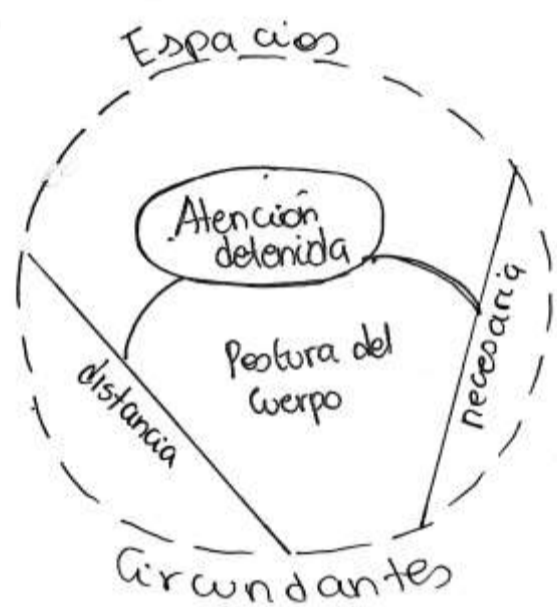 Espacios
Atención
detenida
Postura del
cuerpo
distancia
necesaria
Circundantes